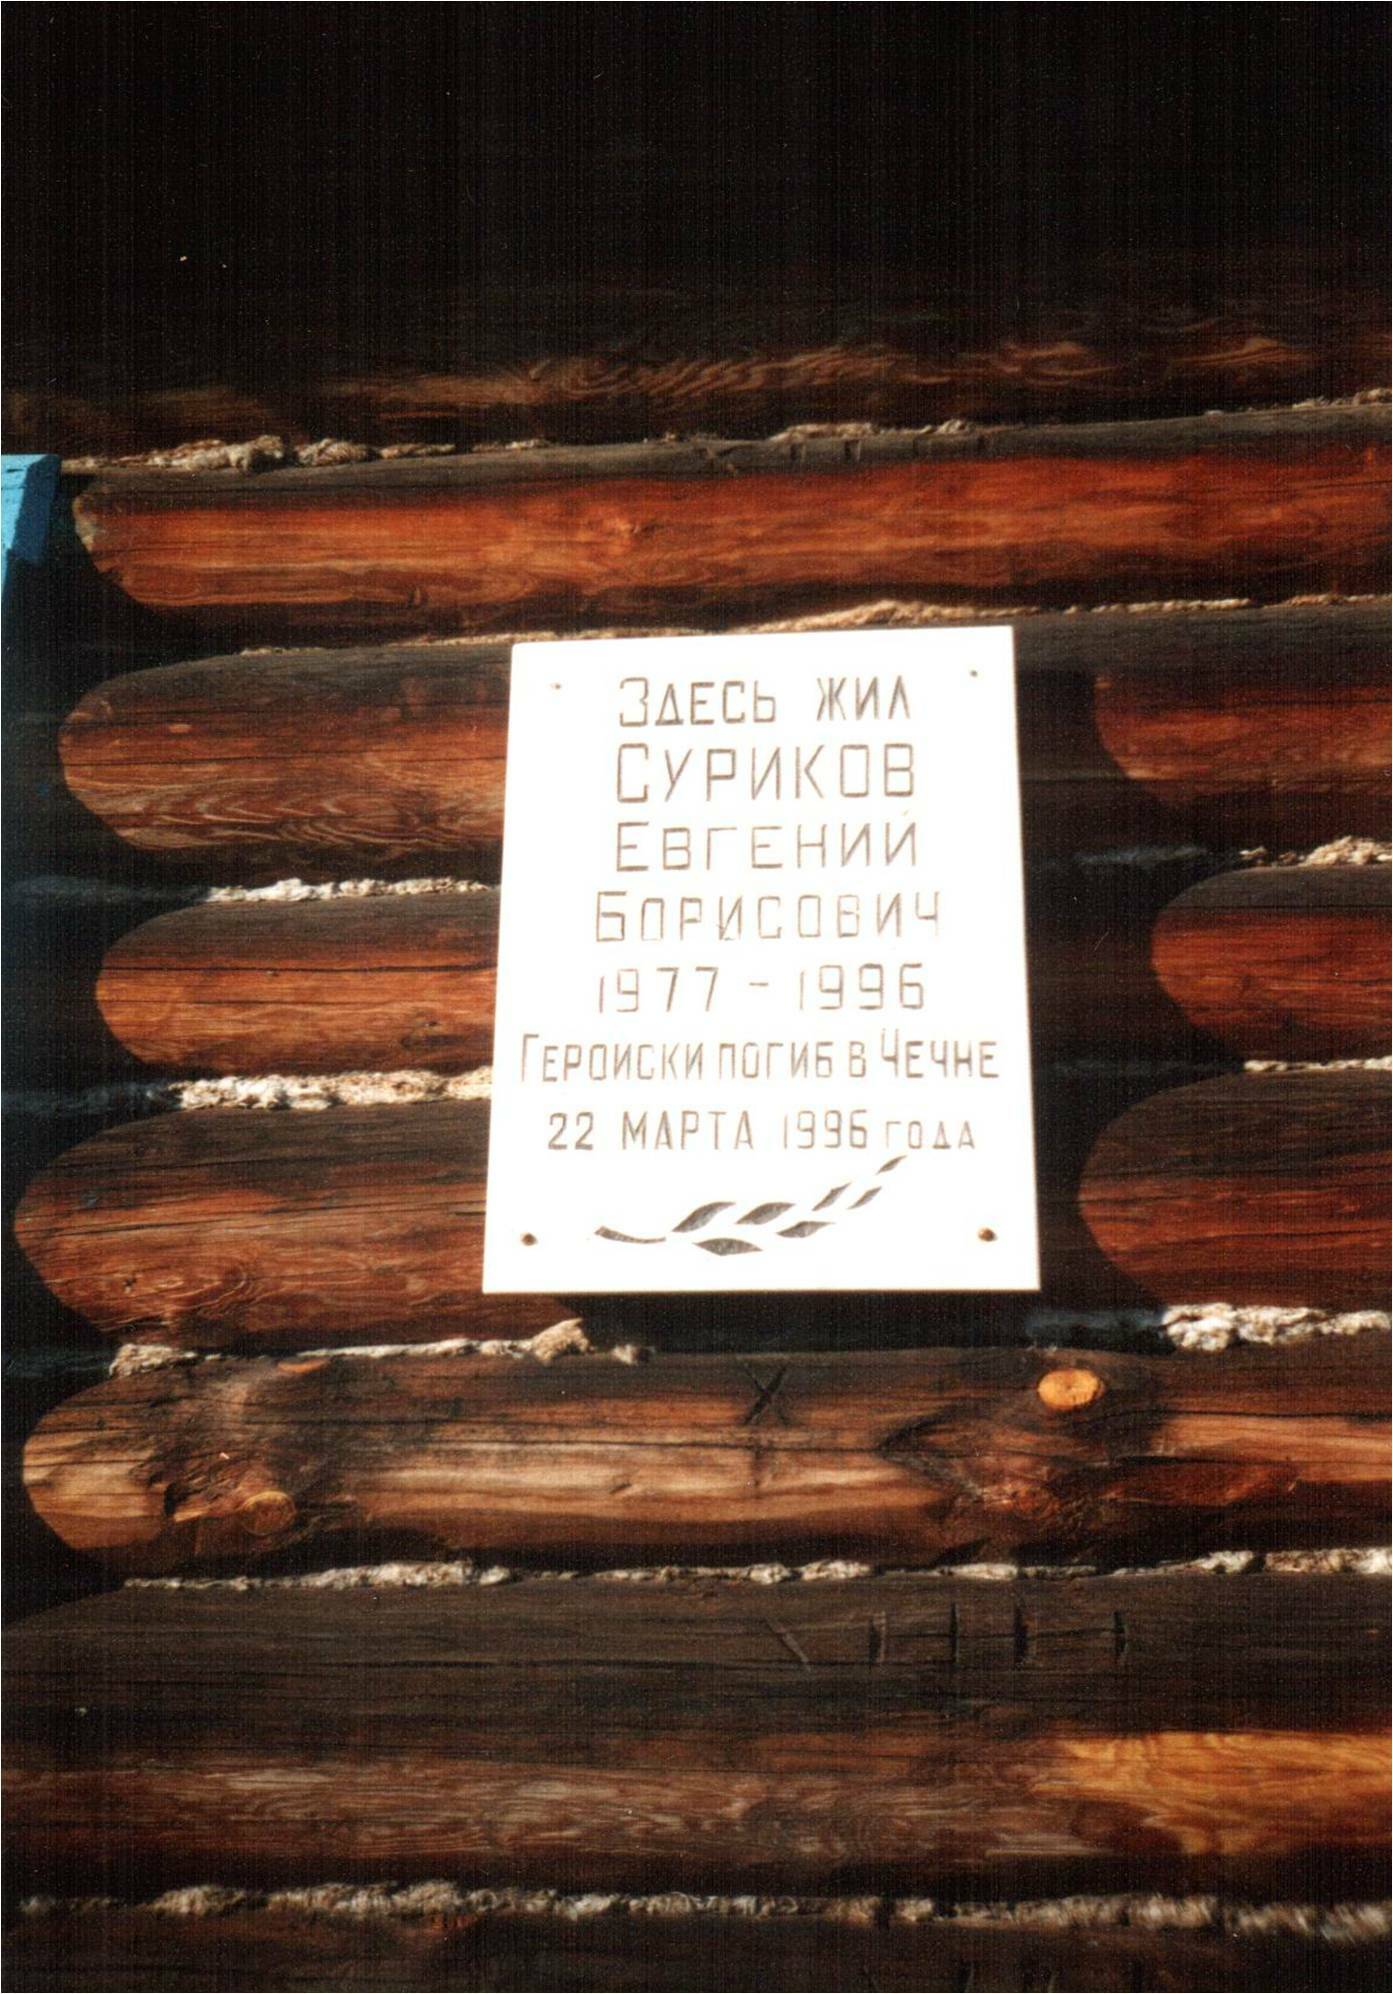 Здесь жил
Суриков
Евгений
Борисович
1977 - 1996
Героиски погиб в Чечне
22 марта 1996 года